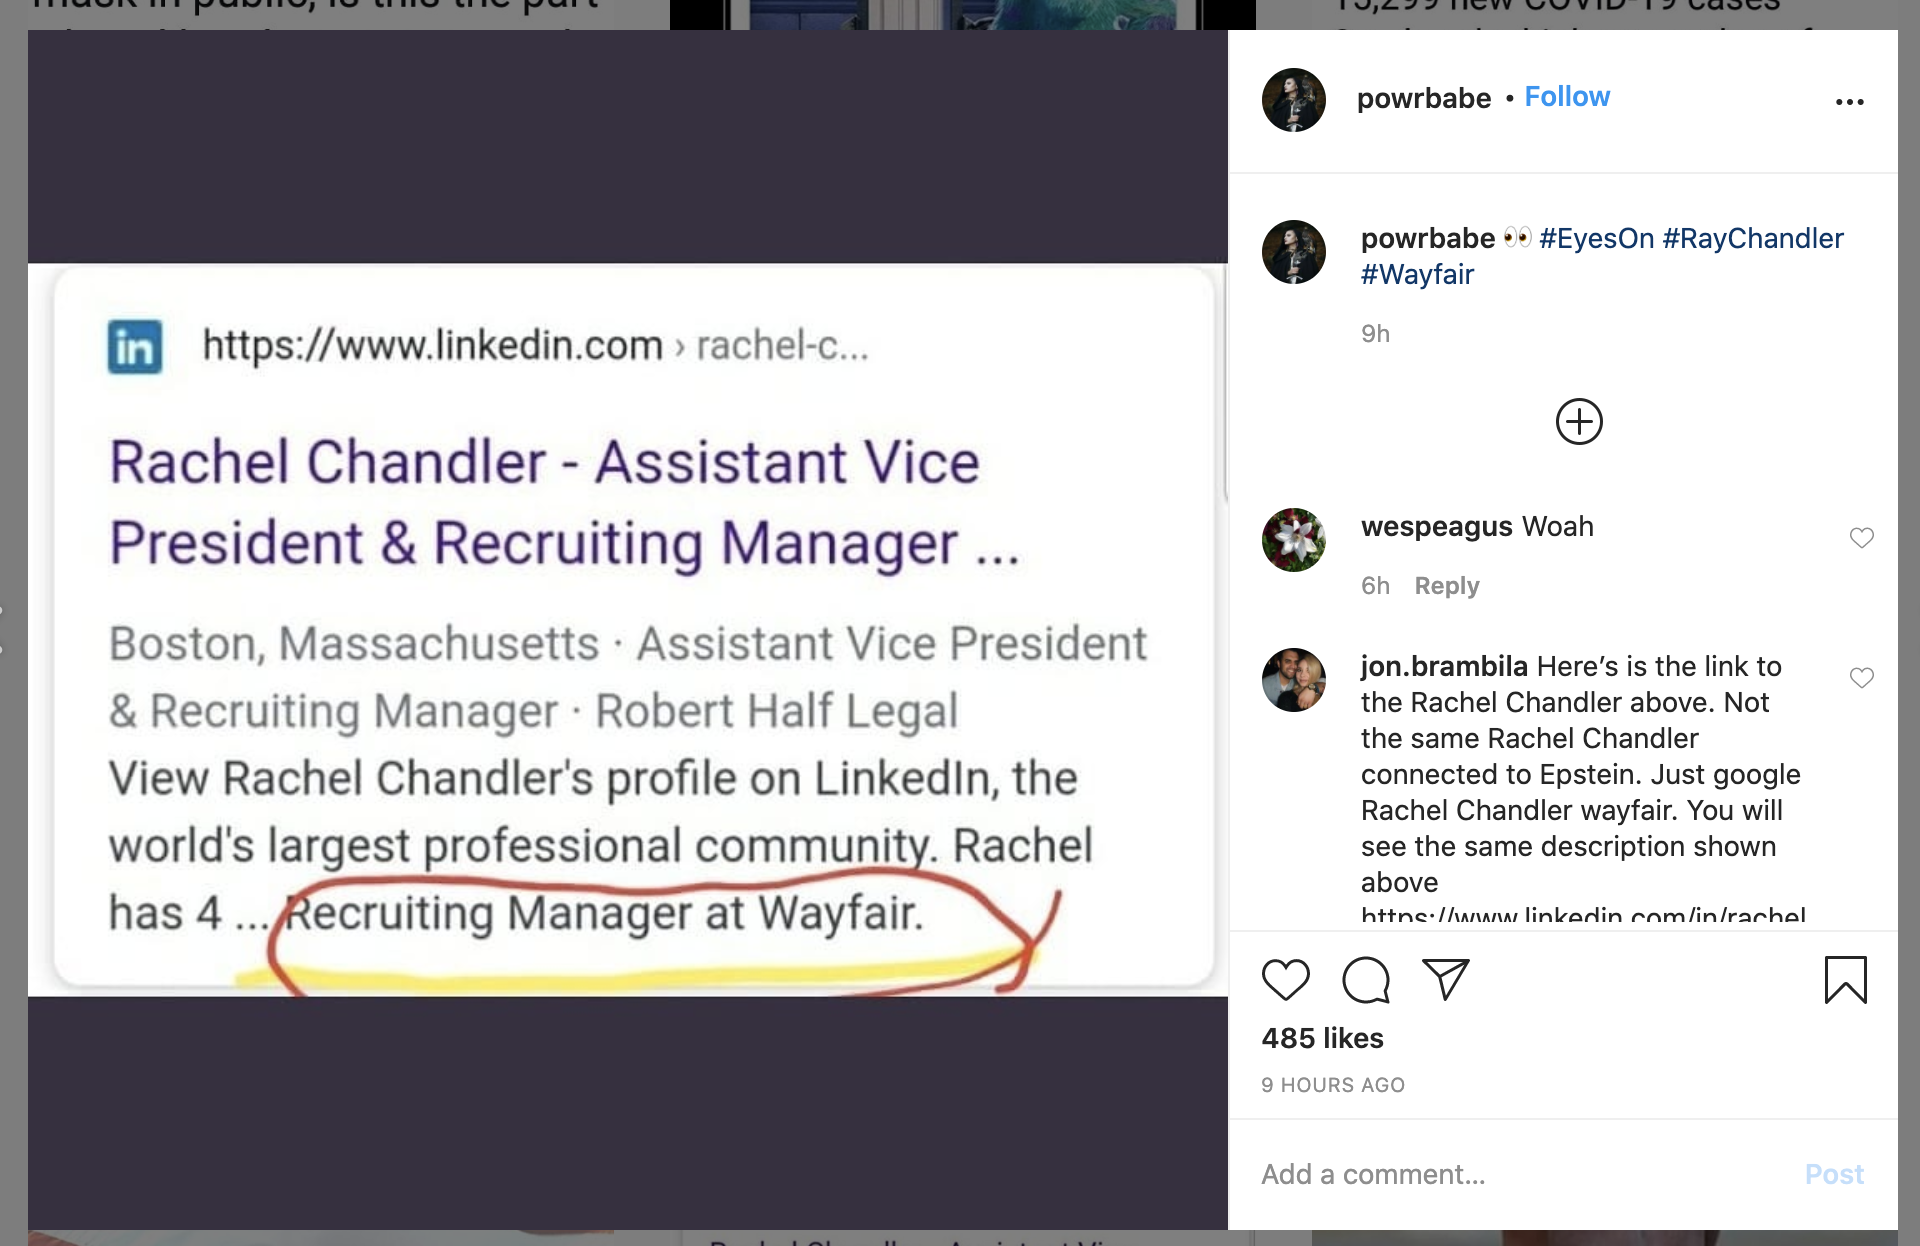 mask in public, is this the part
15,299 new COVID-19 cases
in https://www.linkedin.com › rachel-c...
Rachel Chandler - Assistant Vice
President & Recruiting Manager ...
Boston, Massachusetts · Assistant Vice President
& Recruiting Manager · Robert Half Legal
View Rachel Chandler's profile on LinkedIn, the
world's largest professional community. Rachel
has 4 ... Recruiting Manager at Wayfair.
powrbabe • Follow
powrbabe 👀 #EyesOn #RayChandler
#Wayfair
9h
wespeagus Woah
6h Reply
jon.brambila Here’s is the link to
the Rachel Chandler above. Not
the same Rachel Chandler
connected to Epstein. Just google
Rachel Chandler wayfair. You will
see the same description shown
above
https://www.linkedin.com/in/rachel
485 likes
9 HOURS AGO
Add a comment... Post